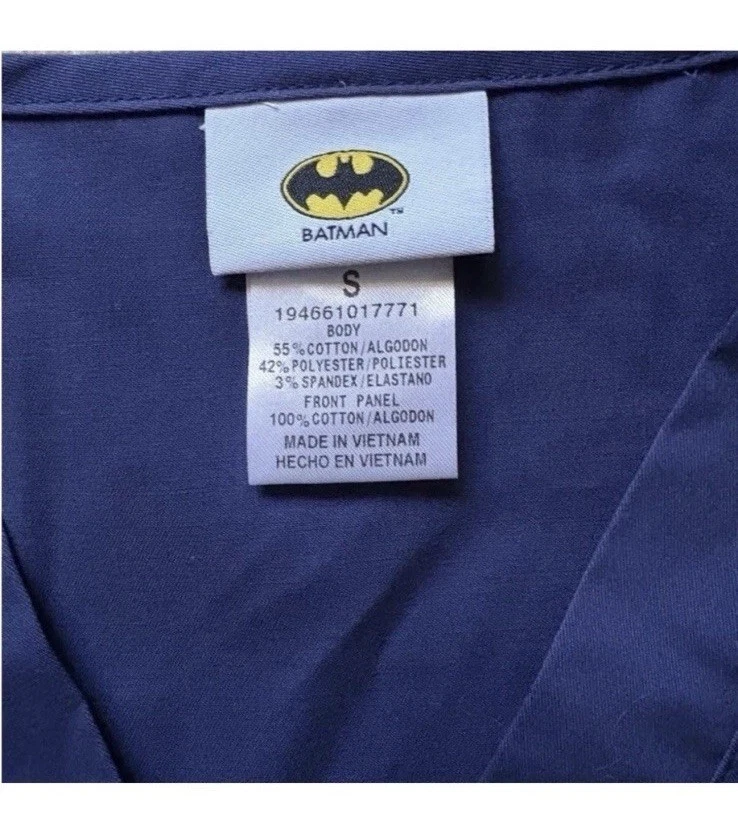 TM
BATMAN
S
194661017771
BODY
55%COTTON/ALGODON
42%POLYESTER/POLIESTER
3%SPANDEX/ELASTANO
FRONT PANEL
100%COTTON/ALGODON
MADE IN VIETNAM
HECHO EN VIETNAM